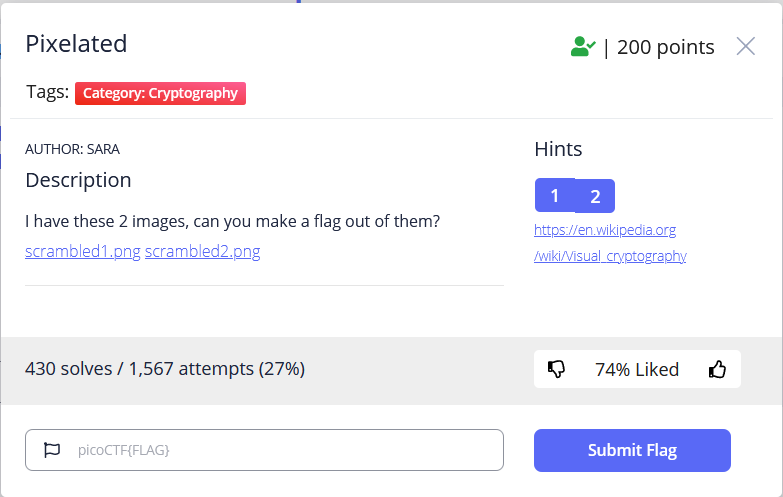 Pixelated
| 200 points
Tags: Category: Cryptography
AUTHOR: SARA
Description
I have these 2 images, can you make a flag out of them?
scrambled1.png scrambled2.png
Hints
1 2
https://en.wikipedia.org
/wiki/Visual_cryptography
430 solves / 1,567 attempts (27%)
74% Liked
picoCTF{FLAG}
Submit Flag